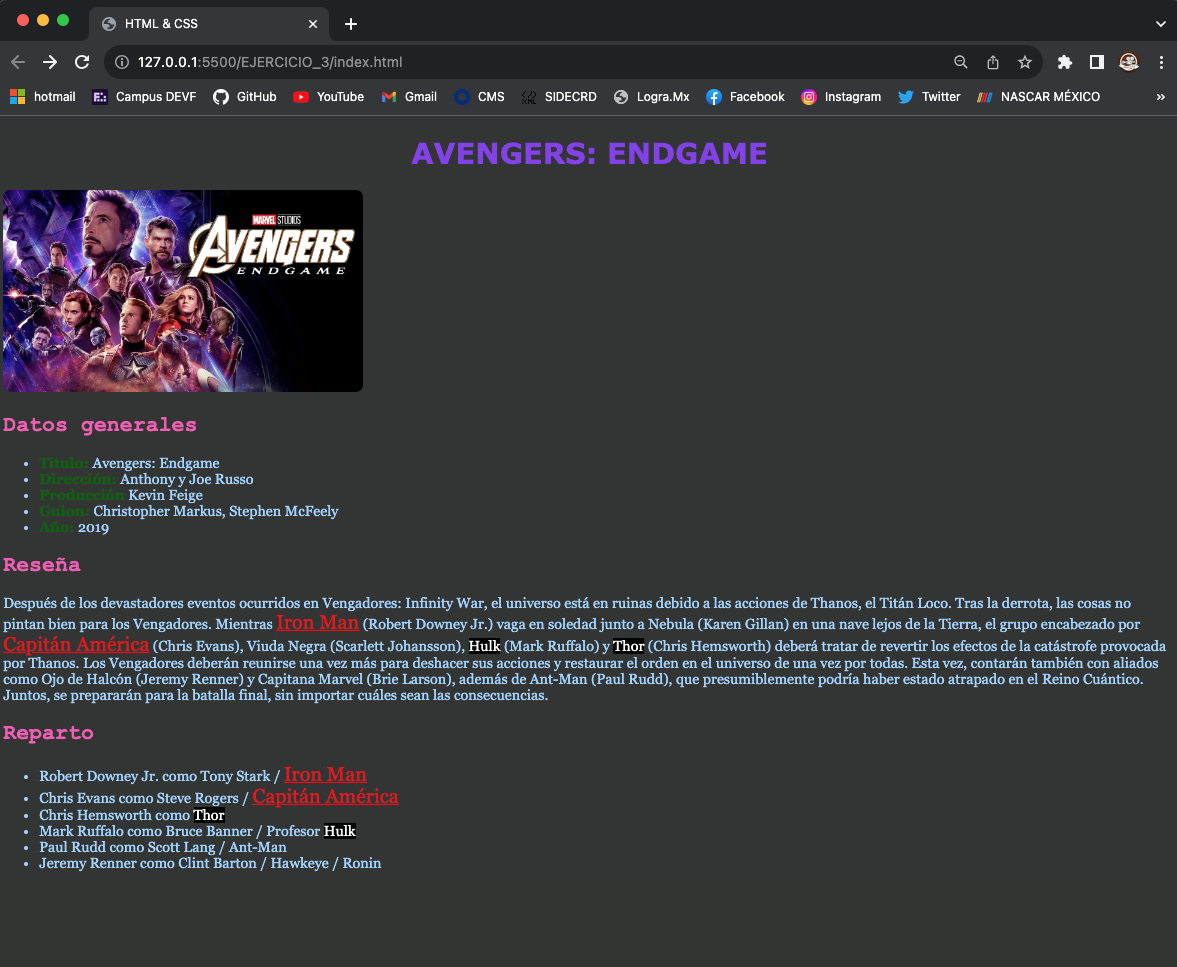 HTML & CSS
127.0.0.1:5500/EJERCICIO_3/index.html
hotmail Campus DEVF GitHub YouTube Gmail CMS SIDECRD Logra.Mx Facebook Instagram Twitter NASCAR MÉXICO »
AVENGERS: ENDGAME
MARVEL STUDIOS
AVENGERS
ENDGAME
Datos generales
• Título: Avengers: Endgame
• Dirección: Anthony y Joe Russo
• Producción Kevin Feige
• Guion: Christopher Markus, Stephen McFeely
• Año: 2019
Reseña
Después de los devastadores eventos ocurridos en Vengadores: Infinity War, el universo está en ruinas debido a las acciones de Thanos, el Titán Loco. Tras la derrota, las cosas no
pintan bien para los Vengadores. Mientras Iron Man (Robert Downey Jr.) vaga en soledad junto a Nebula (Karen Gillan) en una nave lejos de la Tierra, el grupo encabezado por
Capitán América (Chris Evans), Viuda Negra (Scarlett Johansson), Hulk (Mark Ruffalo) y Thor (Chris Hemsworth) deberá tratar de revertir los efectos de la catástrofe provocada
por Thanos. Los Vengadores deberán reunirse una vez más para deshacer sus acciones y restaurar el orden en el universo de una vez por todas. Esta vez, contarán también con aliados
como Ojo de Halcón (Jeremy Renner) y Capitana Marvel (Brie Larson), además de Ant-Man (Paul Rudd), que presumiblemente podría haber estado atrapado en el Reino Cuántico.
Juntos, se prepararán para la batalla final, sin importar cuáles sean las consecuencias.
Reparto
• Robert Downey Jr. como Tony Stark / Iron Man
• Chris Evans como Steve Rogers / Capitán América
• Chris Hemsworth como Thor
• Mark Ruffalo como Bruce Banner / Profesor Hulk
• Paul Rudd como Scott Lang / Ant-Man
• Jeremy Renner como Clint Barton / Hawkeye / Ronin